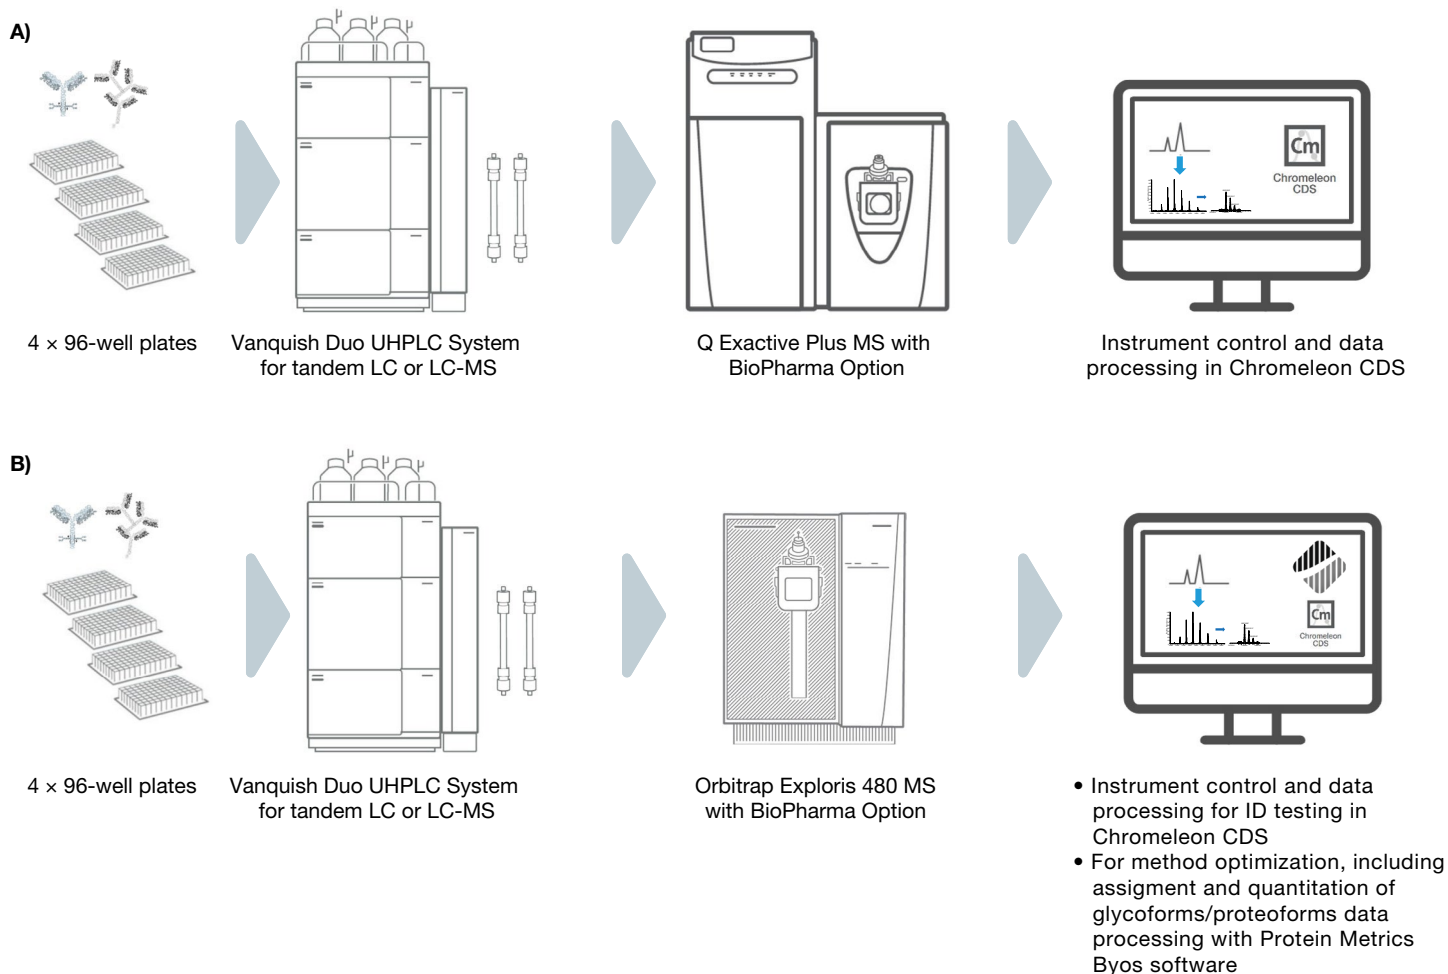 A)
Cm
Chromeleon
CDS
4 × 96-well plates
Vanquish Duo UHPLC System
for tandem LC or LC-MS
Q Exactive Plus MS with
BioPharma Option
Instrument control and data
processing in Chromeleon CDS
B)
Cm
Chromeleon
CDS
4 × 96-well plates
Vanquish Duo UHPLC System
for tandem LC or LC-MS
Orbitrap Exploris 480 MS
with BioPharma Option
• Instrument control and data
processing for ID testing in
Chromeleon CDS
• For method optimization, including
assigment and quantitation of
glycoforms/proteoforms data
processing with Protein Metrics
Byos software